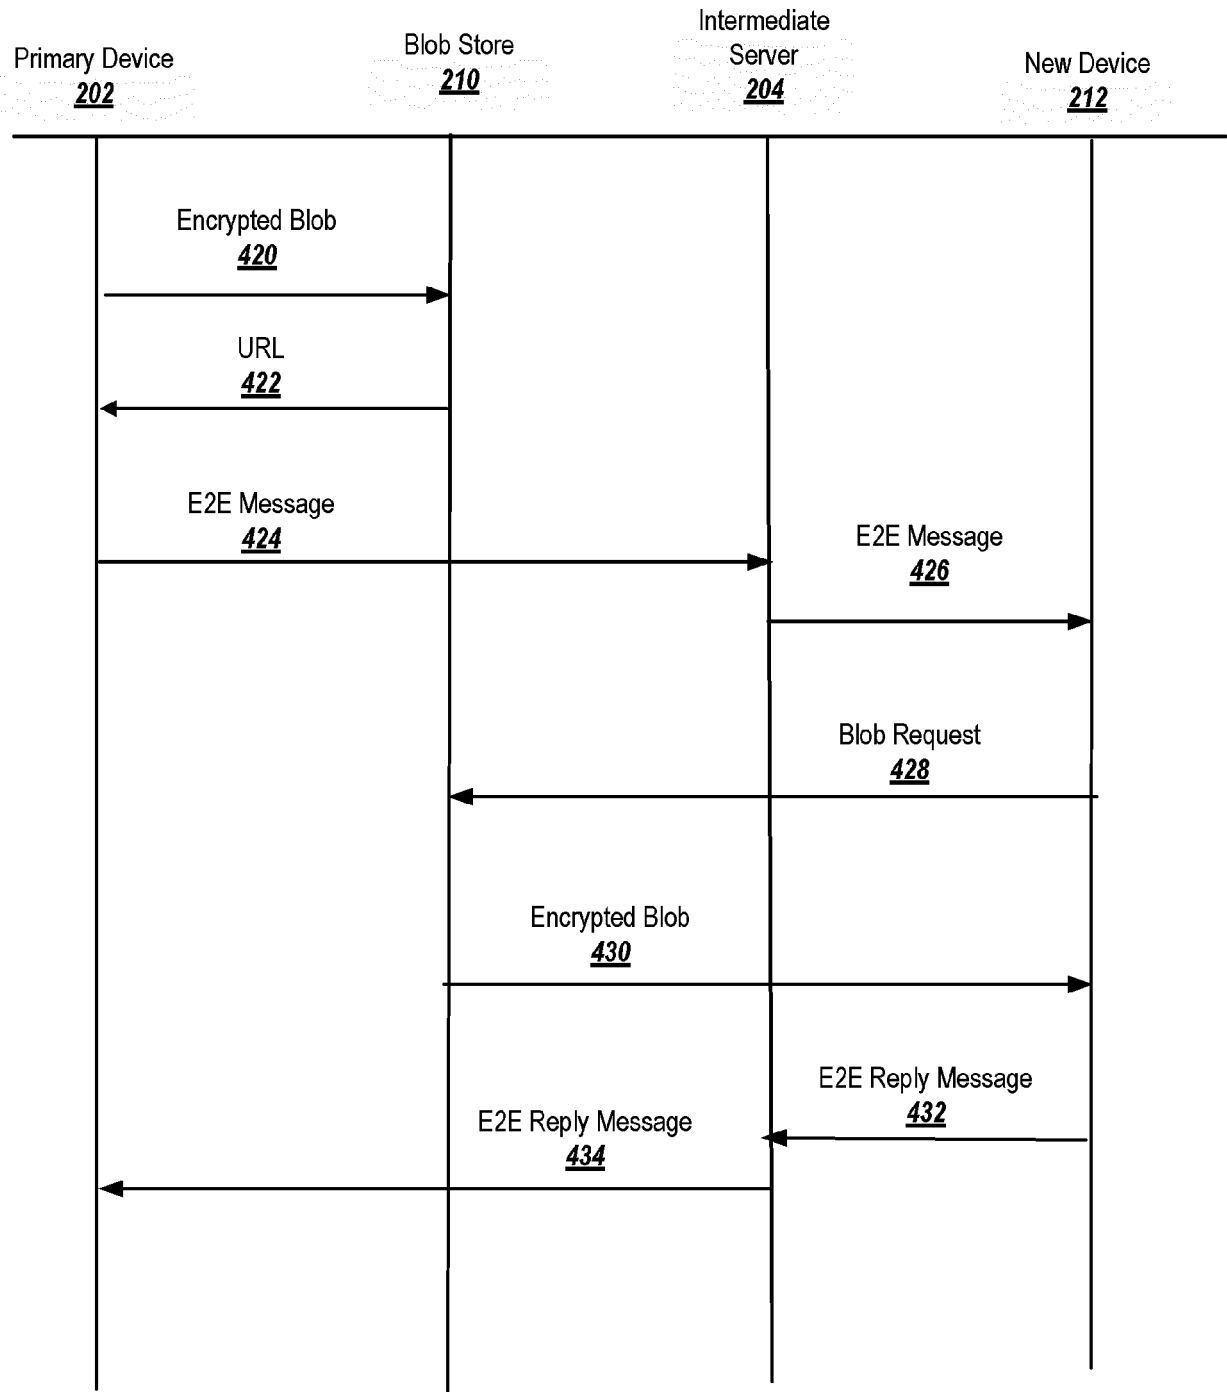 Primary Device
202
Blob Store
210
Intermediate
Server
204
New Device
212
Encrypted Blob
420
URL
422
E2E Message
424
E2E Message
426
Blob Request
428
Encrypted Blob
430
E2E Reply Message
432
E2E Reply Message
434